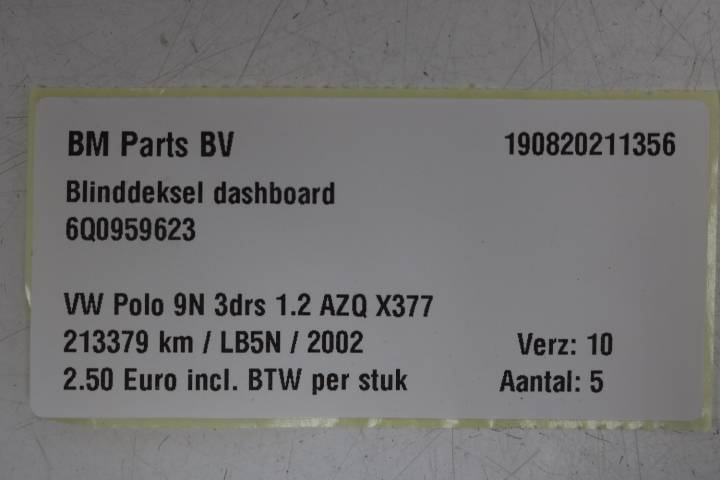 BM Parts BV 190820211356
Blinddeksel dashboard
6Q0959623
VW Polo 9N 3drs 1.2 AZQ X377
213379 km / LB5N / 2002 Verz: 10
2.50 Euro incl. BTW per stuk Aantal: 5